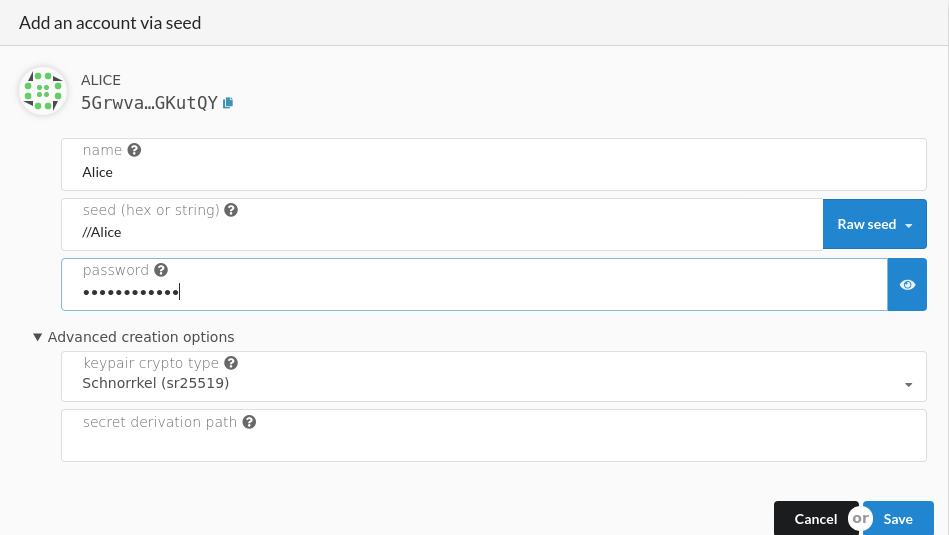 Add an account via seed
ALICE
5Grwva…GKutQY
name
Alice
seed (hex or string)
//Alice
Raw seed
password
••••••••••••
Advanced creation options
keypair crypto type
Schnorrkel (sr25519)
secret derivation path
Cancel or Save